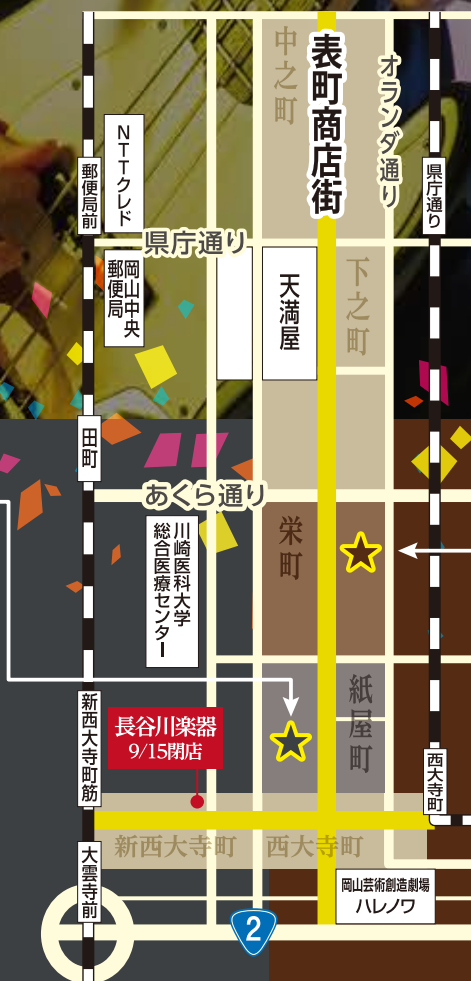 中之町
表町商店街
オランダ通り
NTTクレド
郵便局前
県庁通り
県庁通り
岡山中央
郵便局
天満屋
下之町
田町
あくら通り
栄町
川崎医科大学
総合医療センター
紙屋町
新西大寺町筋
長谷川楽器
9/15閉店
西大寺町
新西大寺町
西大寺町
大雲寺前
岡山芸術創造劇場
ハレノワ
2